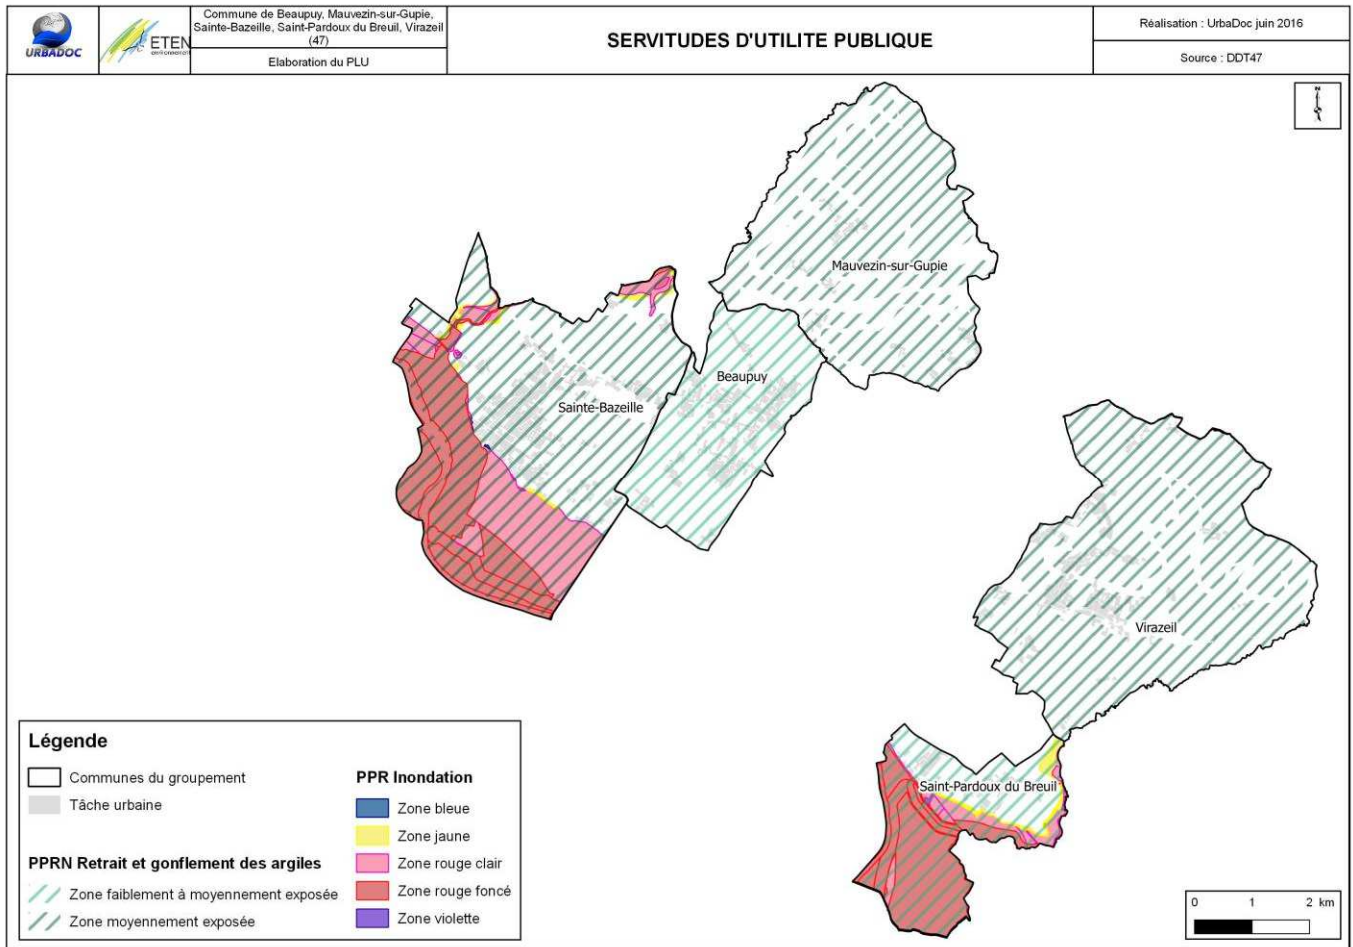 URBADOC
ETEN
environnement
Commune de Beaupuy, Mauvezin-sur-Gupie,
Sainte-Bazeille, Saint-Pardoux du Breuil, Virazeil
(47)
Elaboration du PLU
SERVITUDES D'UTILITE PUBLIQUE
Réalisation : UrbaDoc juin 2016
Source : DDT47
N
Mauvezin-sur-Gupie
Beaupuy
Sainte-Bazeille
Virazeil
Saint-Pardoux du Breuil
Légende
Communes du groupement
Tâche urbaine
PPRN Retrait et gonflement des argiles
Zone faiblement à moyennement exposée
Zone moyennement exposée
PPR Inondation
Zone bleue
Zone jaune
Zone rouge clair
Zone rouge foncé
Zone violette
0 1 2 km